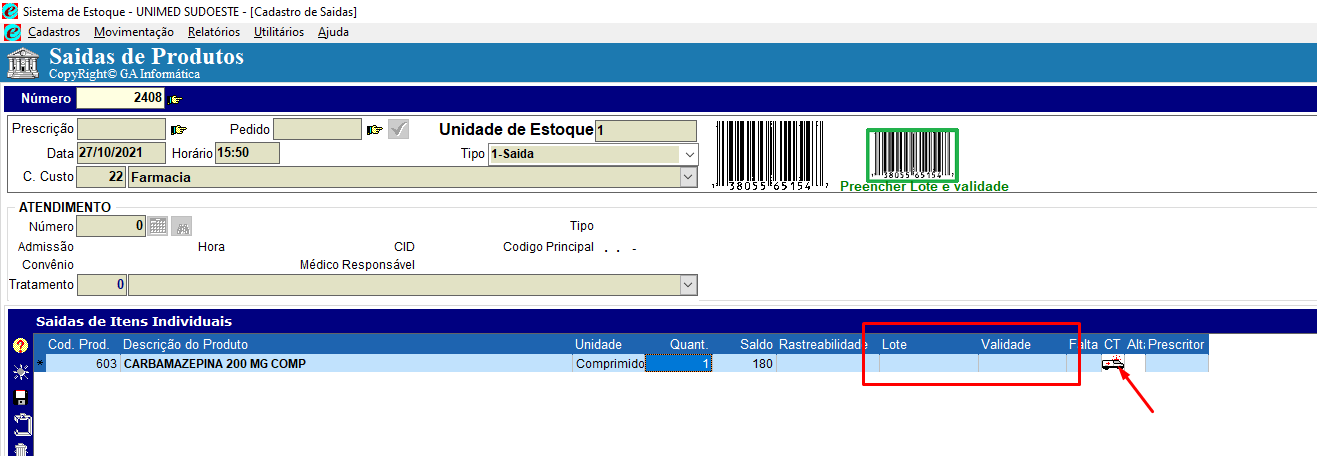 Sistema de Estoque - UNIMED SUDOESTE - [Cadastro de Saidas]
Cadastros Movimentação Relatórios Utilitários Ajuda
Saidas de Produtos
CopyRight© GA Informática
Número 2408
Prescrição Pedido Unidade de Estoque 1
Data 27/10/2021 Horário 15:50 Tipo 1-Saida
C. Custo 22 Farmacia
1 38055 65154 7
1 38055 65154 7
Preencher Lote e validade
ATENDIMENTO
Número 0 Tipo
Admissão Hora CID Codigo Principal . . -
Convênio Médico Responsável
Tratamento 0
Saidas de Itens Individuais
Cod. Prod. Descrição do Produto Unidade Quant. Saldo Rastreabilidade Lote Validade Falta CT Alta Prescritor
* 603 CARBAMAZEPINA 200 MG COMP Comprimido 1 180